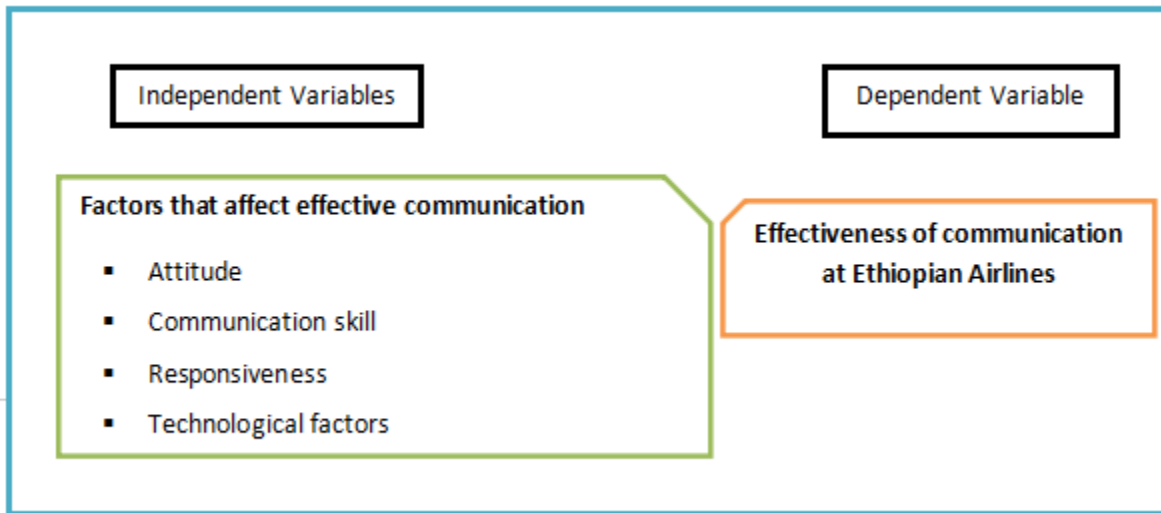 Independent Variables
Dependent Variable
Factors that affect effective communication
▪ Attitude
▪ Communication skill
▪ Responsiveness
▪ Technological factors
Effectiveness of communication
at Ethiopian Airlines